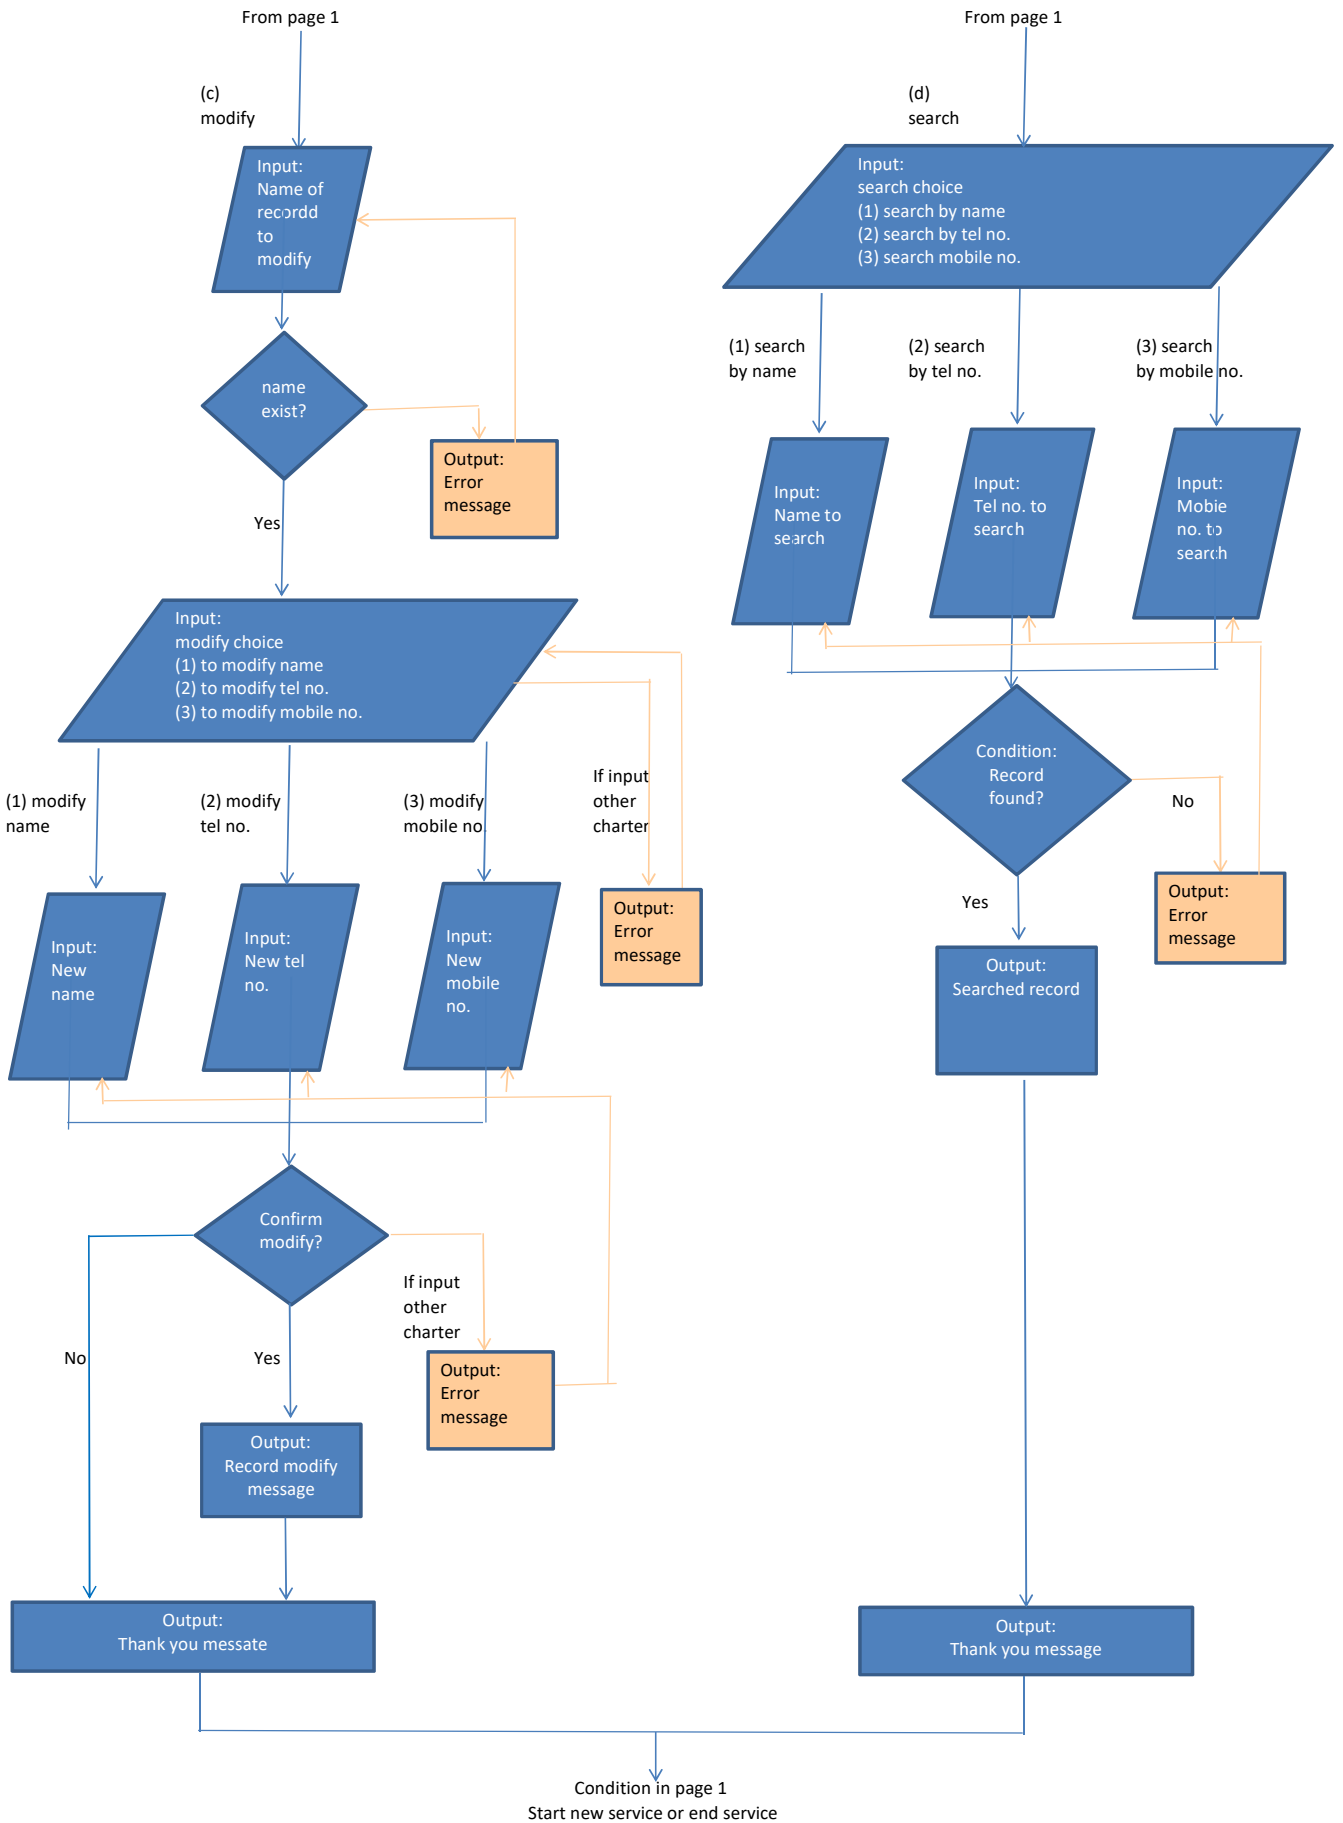 From page 1
(c)
modify
Input:
Name of
recordd
to
modify
name
exist?
Output:
Error
message
Yes
Input:
modify choice
(1) to modify name
(2) to modify tel no.
(3) to modify mobile no.
(1) modify
name
(2) modify
tel no.
(3) modify
mobile no.
If input
other
charter
Input:
New
name
Input:
New tel
no.
Input:
New
mobile
no.
Output:
Error
message
Confirm
modify?
If input
other
charter
No
Yes
Output:
Error
message
Output:
Record modify
message
Output:
Thank you messate
From page 1
(d)
search
Input:
search choice
(1) search by name
(2) search by tel no.
(3) search mobile no.
(1) search
by name
(2) search
by tel no.
(3) search
by mobile no.
Input:
Name to
search
Input:
Tel no. to
search
Input:
Mobie
no. to
search
Condition:
Record
found?
No
Yes
Output:
Error
message
Output:
Searched record
Output:
Thank you message
Condition in page 1
Start new service or end service